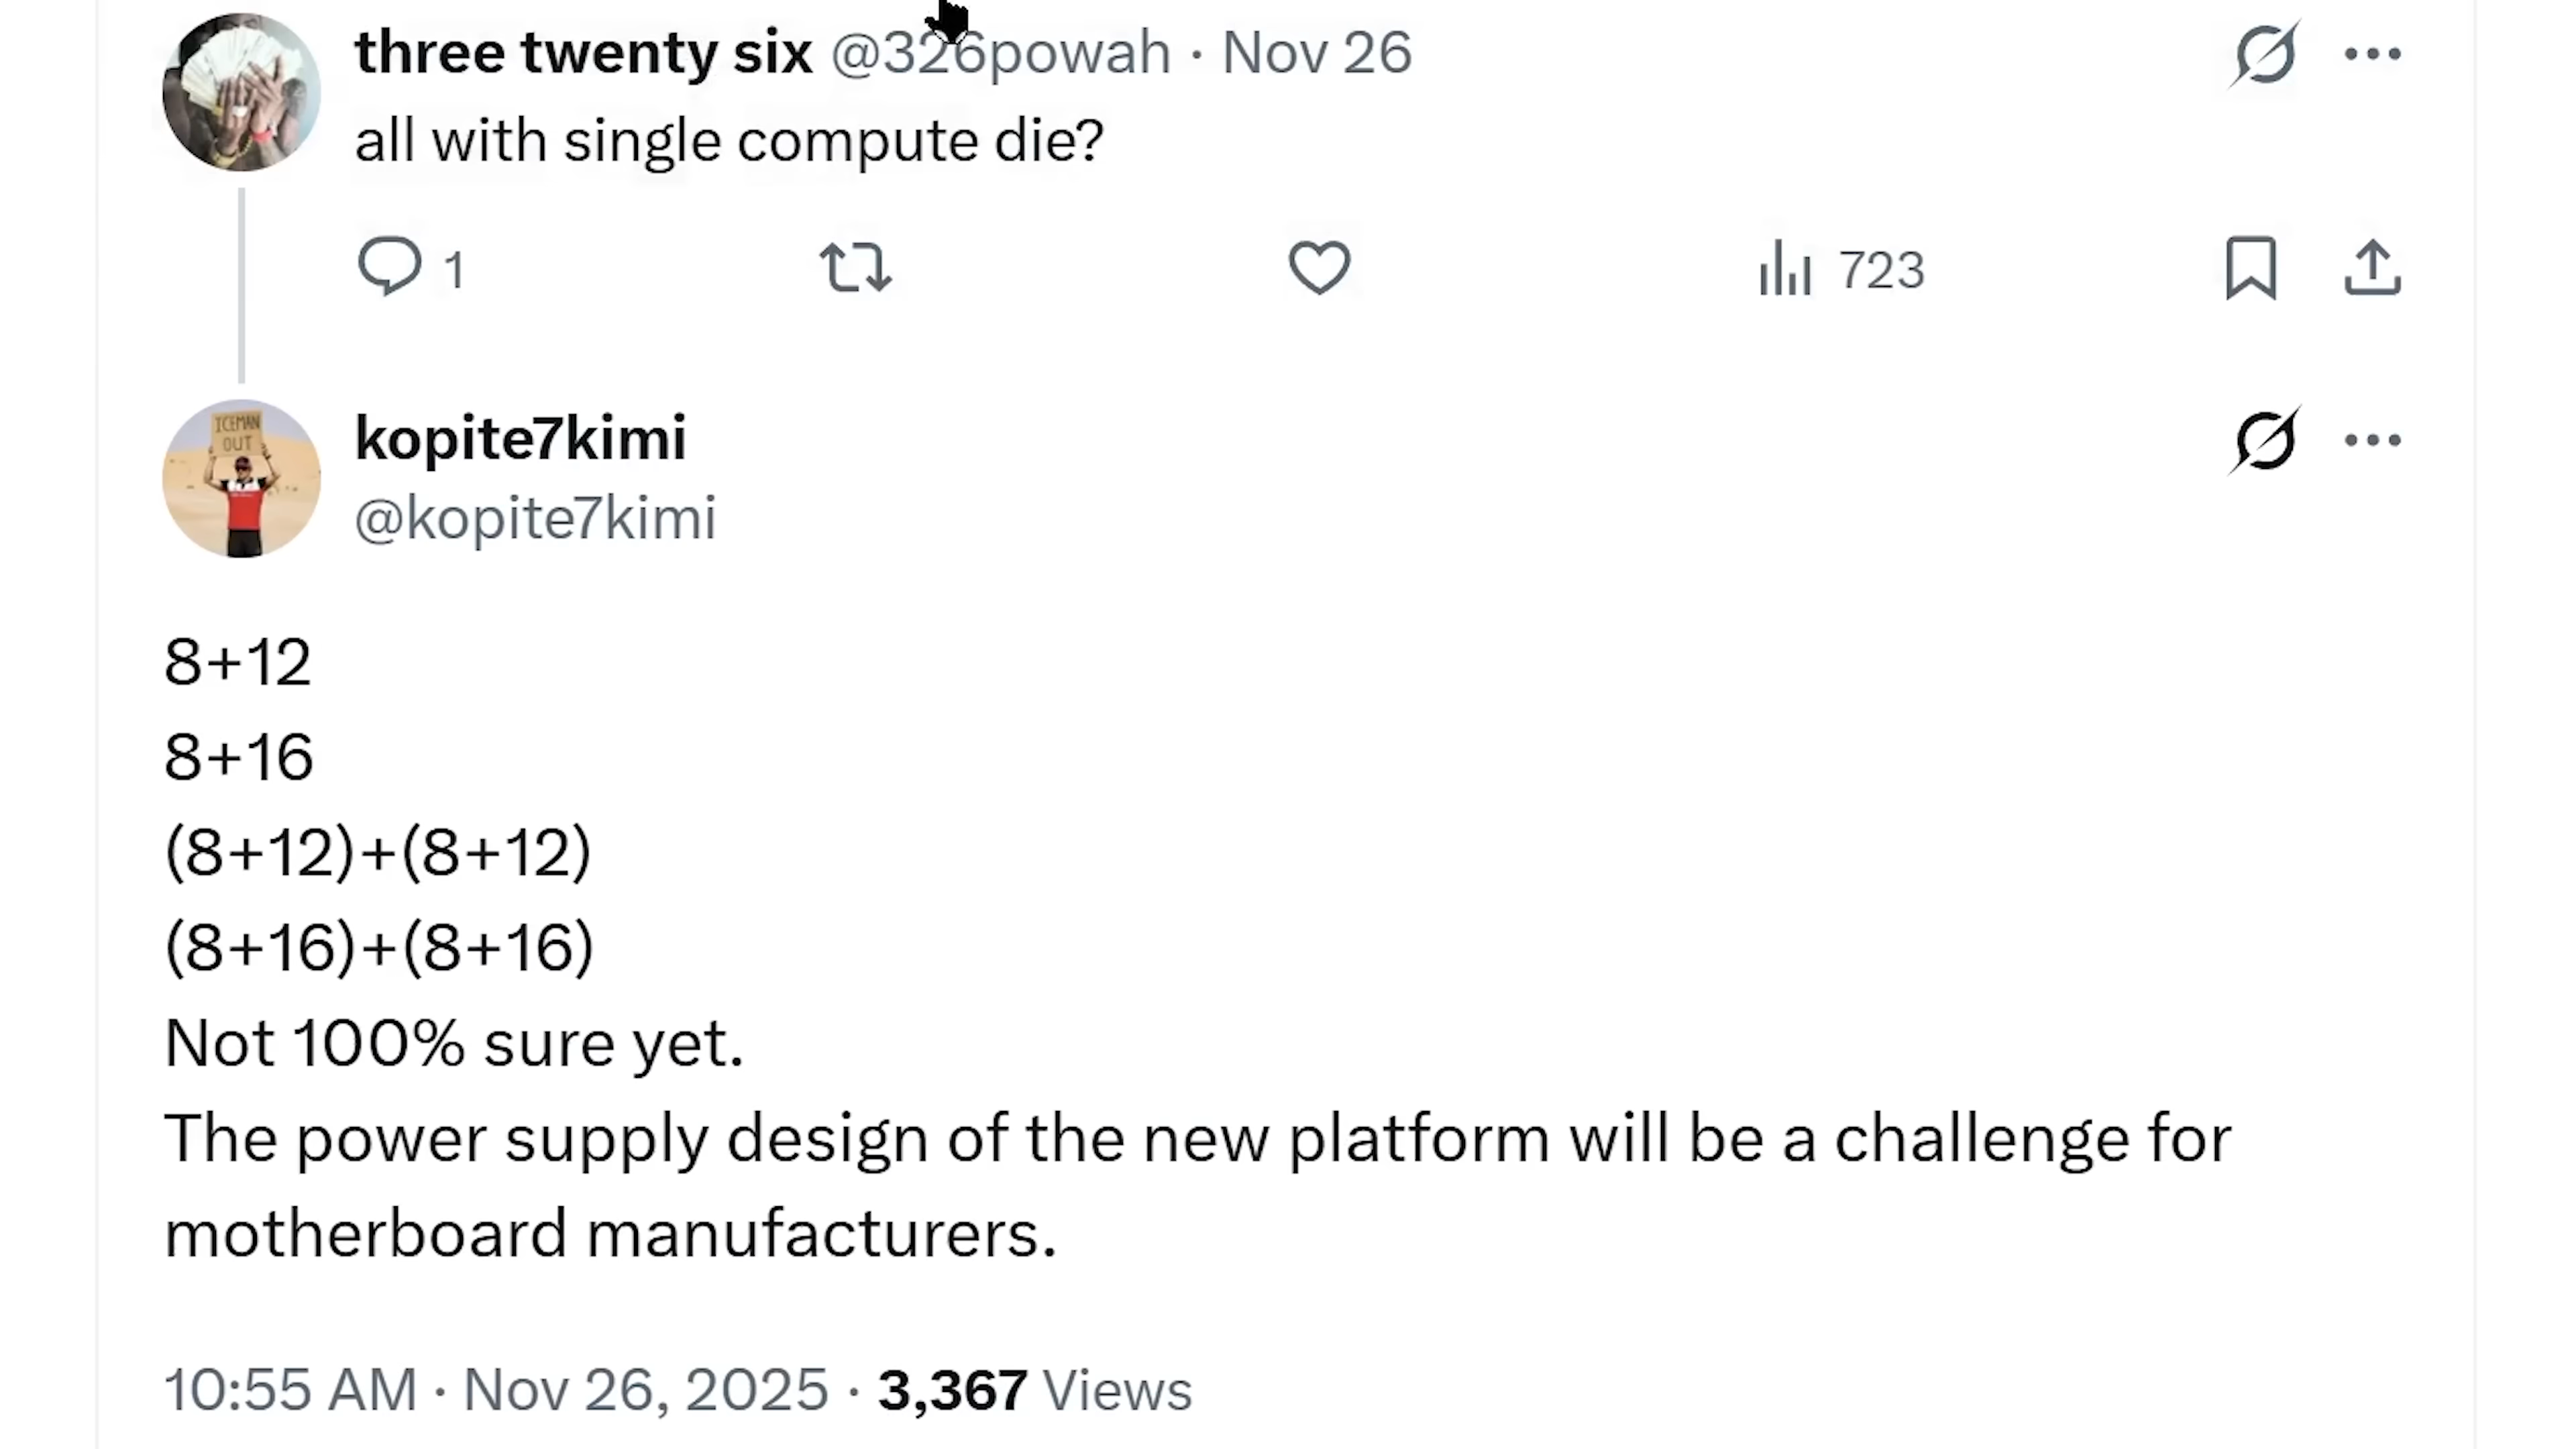 three twenty six @326powah · Nov 26
all with single compute die?
1 723
ICEMAN
OUT
kopite7kimi
@kopite7kimi
8+12
8+16
(8+12)+(8+12)
(8+16)+(8+16)
Not 100% sure yet.
The power supply design of the new platform will be a challenge for
motherboard manufacturers.
10:55 AM · Nov 26, 2025 · 3,367 Views